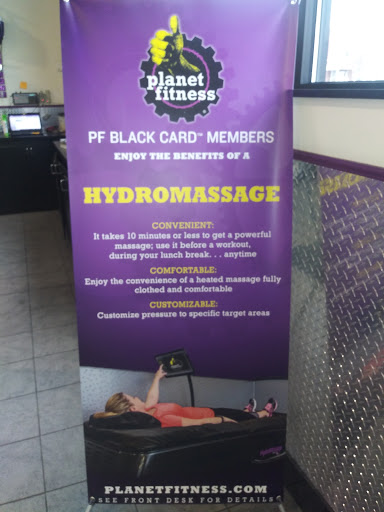 planet
fitness
PF BLACK CARD™ MEMBERS
ENJOY THE BENEFITS OF A
HYDROMASSAGE
CONVENIENT:
It takes 10 minutes or less to get a powerful
massage; use it before a workout,
during your lunch break. . . anytime
COMFORTABLE:
Enjoy the convenience of a heated massage fully
clothed and comfortable
CUSTOMIZABLE:
Customize pressure to specific target areas
PLANETFITNESS.COM
SEE FRONT DESK FOR DETAILS